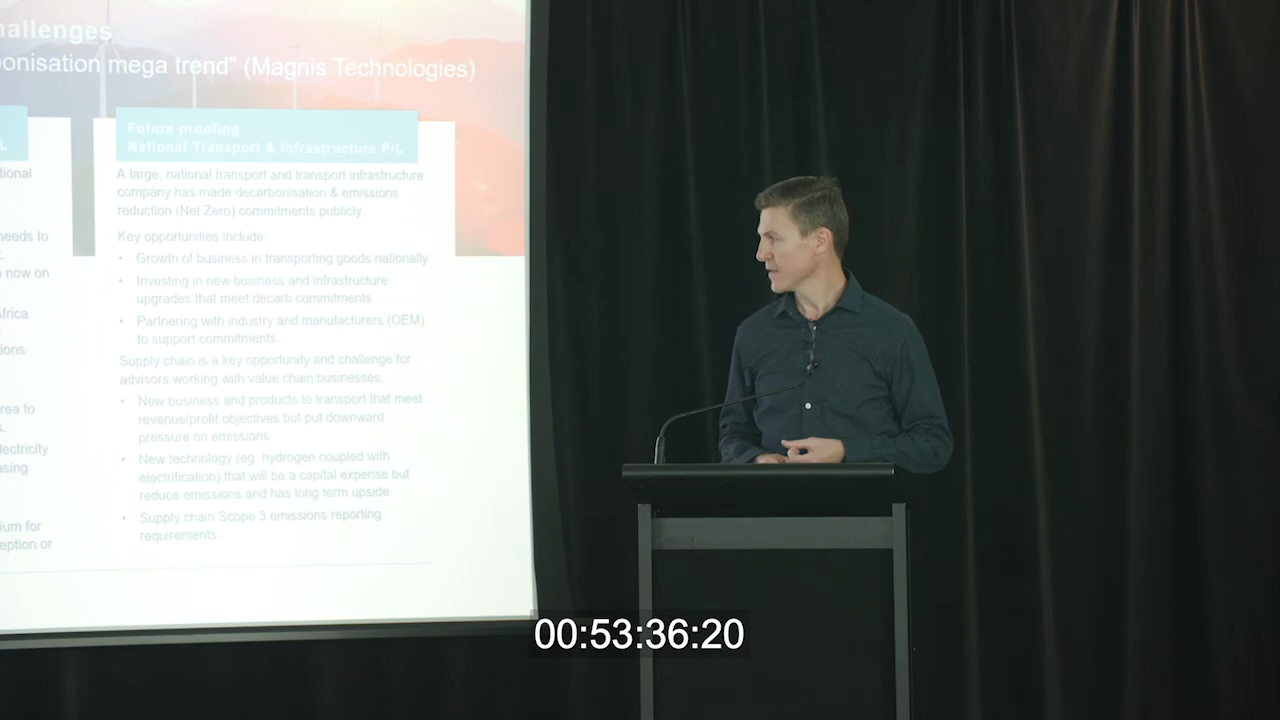 hallenges
onisation mega trend" (Magnis Technologies)
L
tional
needs to
now on
Africa
ions
rea to
s.
lectricity
asing
ium for
eption or
Future proofing
National Transport & Infrastructure P/L
A large, national transport and transport infrastructure
company has made decarbonisation & emissions
reduction (Net Zero) commitments publicly.
Key opportunities include:
• Growth of business in transporting goods nationally
• Investing in new business and infrastructure
upgrades that meet decarb commitments
• Partnering with industry and manufacturers (OEM)
to support commitments
Supply chain is a key opportunity and challenge for
advisors working with value chain businesses.
• New business and products to transport that meet
revenue/profit objectives but put downward
pressure on emissions
• New technology (eg. hydrogen coupled with
electrification) that will be a capital expense but
reduce emissions and has long term upside
• Supply chain Scope 3 emissions reporting
requirements
00:53:36:20